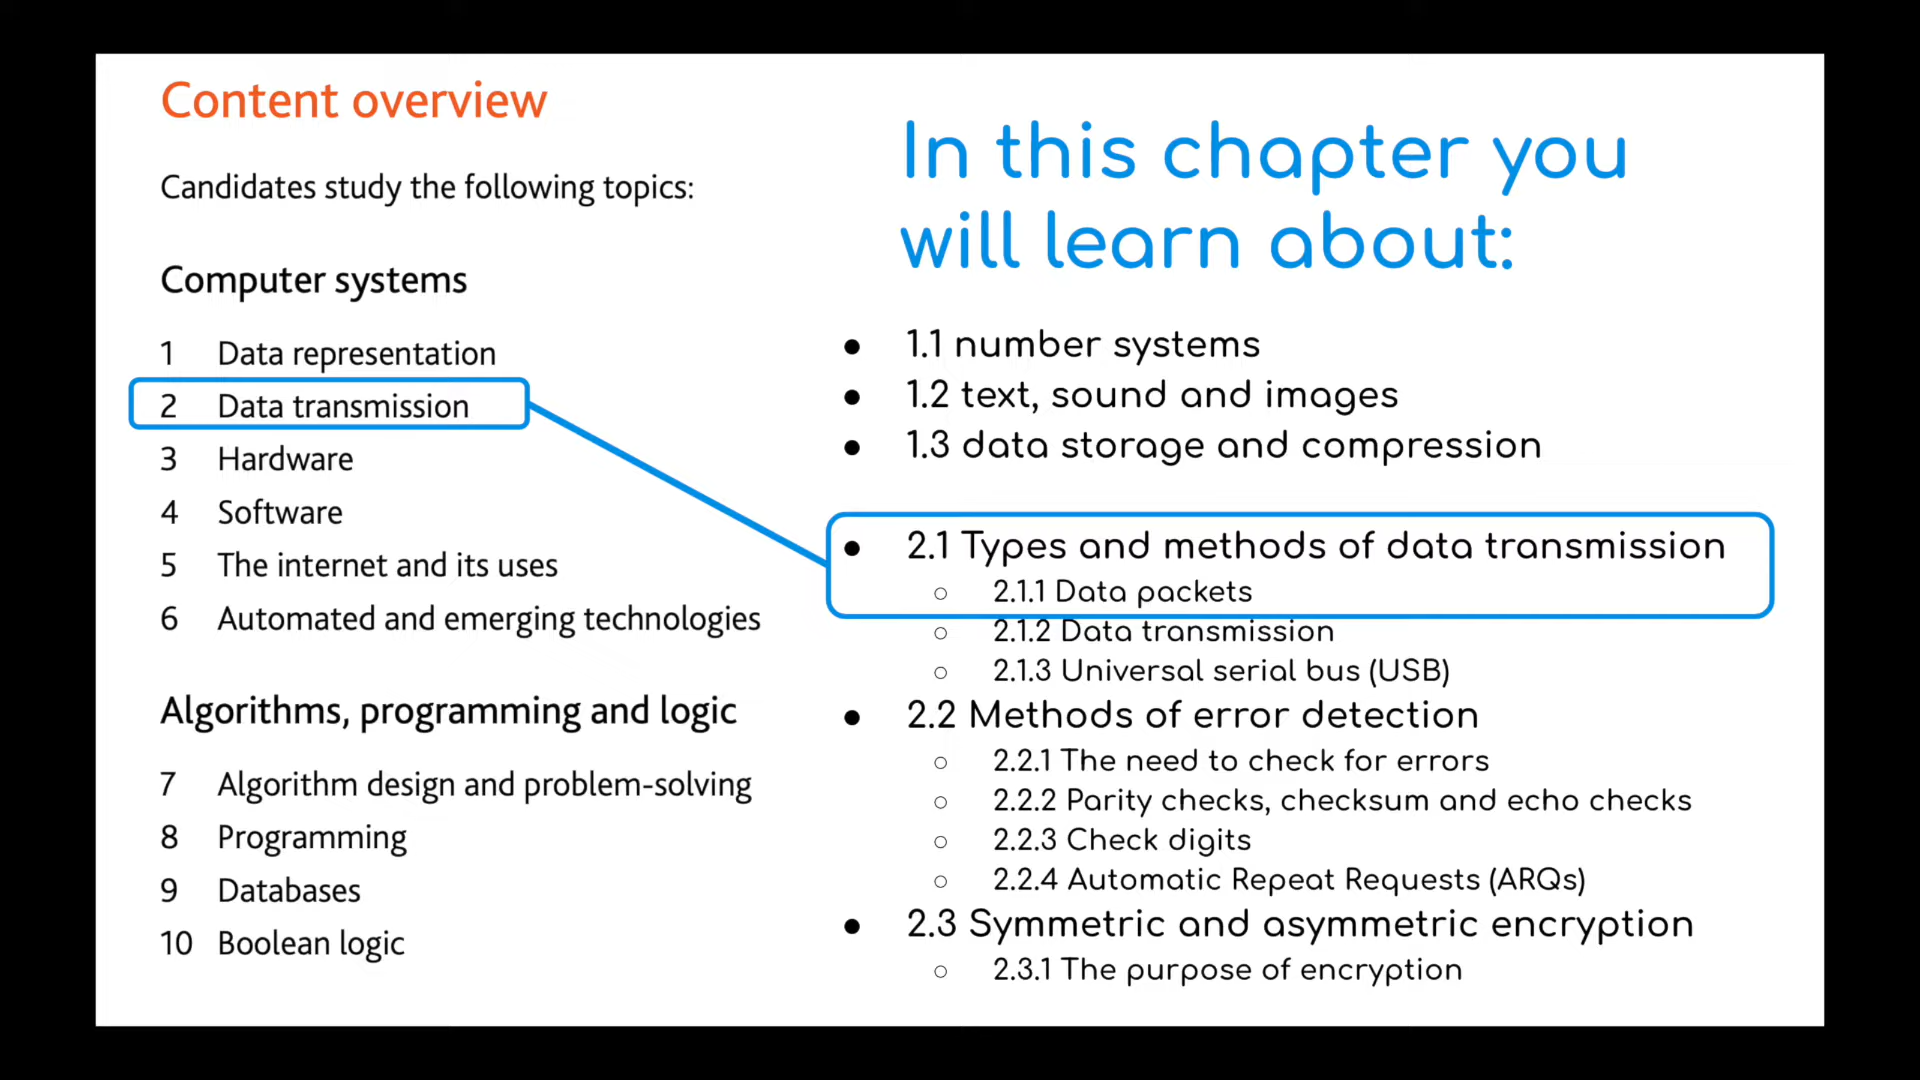 Content overview
Candidates study the following topics:
Computer systems
1 Data representation
2 Data transmission
3 Hardware
4 Software
5 The internet and its uses
6 Automated and emerging technologies
Algorithms, programming and logic
7 Algorithm design and problem-solving
8 Programming
9 Databases
10 Boolean logic
In this chapter you
will learn about:
● 1.1 number systems
● 1.2 text, sound and images
● 1.3 data storage and compression
● 2.1 Types and methods of data transmission
○ 2.1.1 Data packets
○ 2.1.2 Data transmission
○ 2.1.3 Universal serial bus (USB)
● 2.2 Methods of error detection
○ 2.2.1 The need to check for errors
○ 2.2.2 Parity checks, checksum and echo checks
○ 2.2.3 Check digits
○ 2.2.4 Automatic Repeat Requests (ARQs)
● 2.3 Symmetric and asymmetric encryption
○ 2.3.1 The purpose of encryption